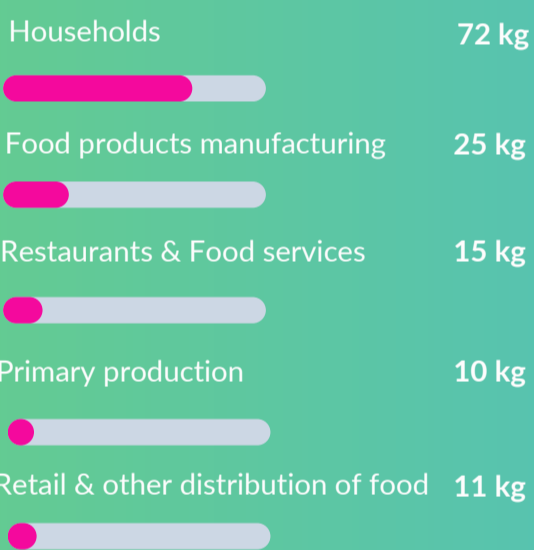 Households 72 kg
Food products manufacturing 25 kg
Restaurants & Food services 15 kg
Primary production 10 kg
Retail & other distribution of food 11 kg